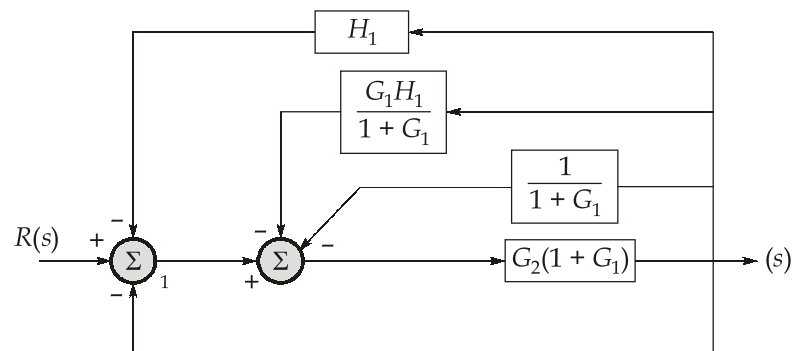 H₁
G₁H₁
1 + G₁
1
1 + G₁
R(s)
+
−
Σ
−
1
+
−
Σ
−
G₂(1 + G₁)
(s)